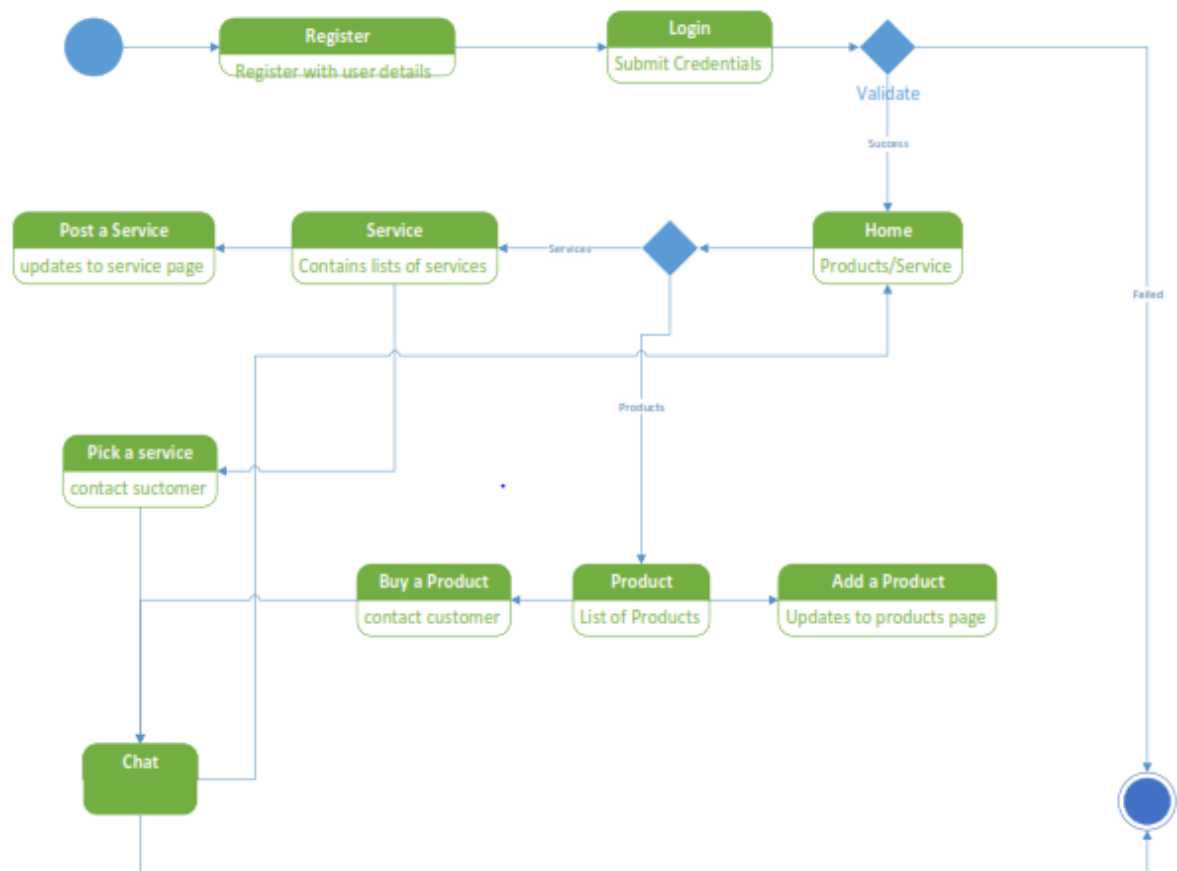 Register
Register with user details
Login
Submit Credentials
Validate
Success
Post a Service
updates to service page
Service
Contains lists of services
Services
Home
Products/Service
Failed
Products
Pick a service
contact suctomer
Buy a Product
contact customer
Product
List of Products
Add a Product
Updates to products page
Chat